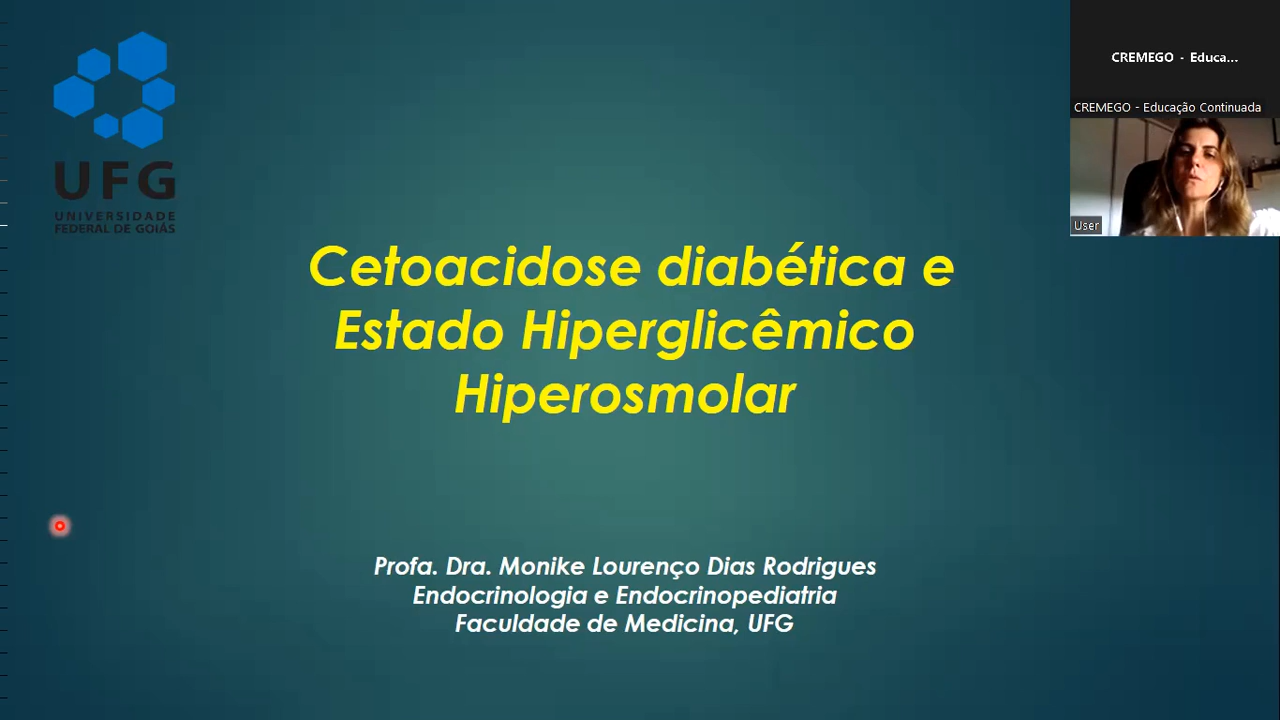 UFG
UNIVERSIDADE
FEDERAL DE GOIÁS
CREMEGO - Educa...
CREMEGO - Educação Continuada
User
Cetoacidose diabética e
Estado Hiperglicêmico
Hiperosmolar
Profa. Dra. Monike Lourenço Dias Rodrigues
Endocrinologia e Endocrinopediatria
Faculdade de Medicina, UFG